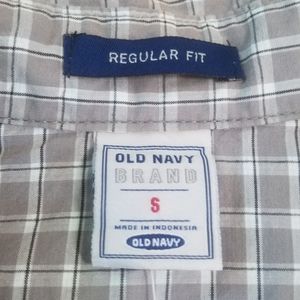 REGULAR FIT
OLD NAVY
BRAND
S
MADE IN INDONESIA
OLD NAVY